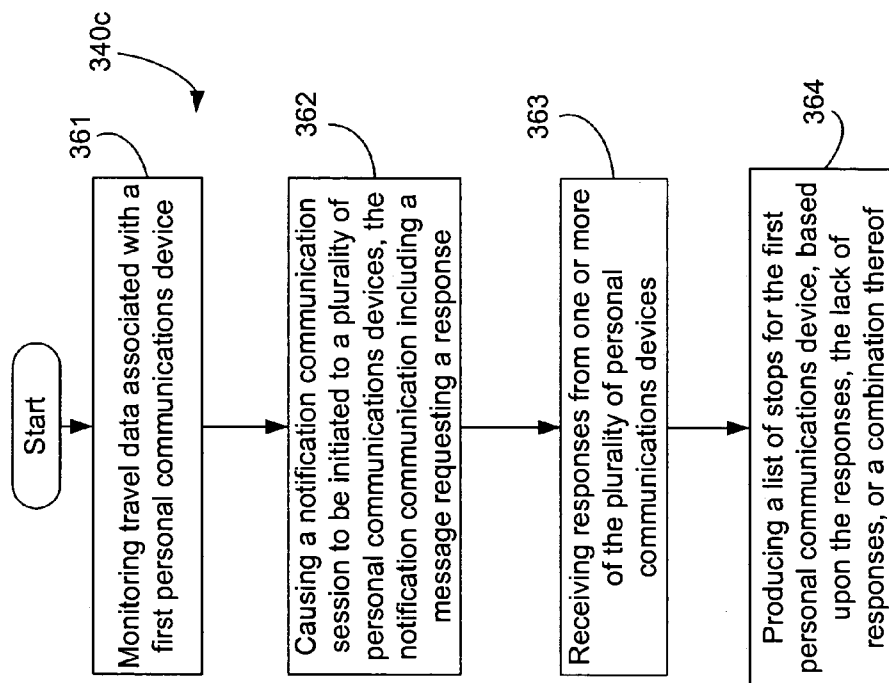 340c
Start
361
Monitoring travel data associated with a
first personal communications device
362
Causing a notification communication
session to be initiated to a plurality of
personal communications devices, the
notification communication including a
message requesting a response
363
Receiving responses from one or more
of the plurality of personal
communications devices
364
Producing a list of stops for the first
personal communications device, based
upon the responses, the lack of
responses, or a combination thereof